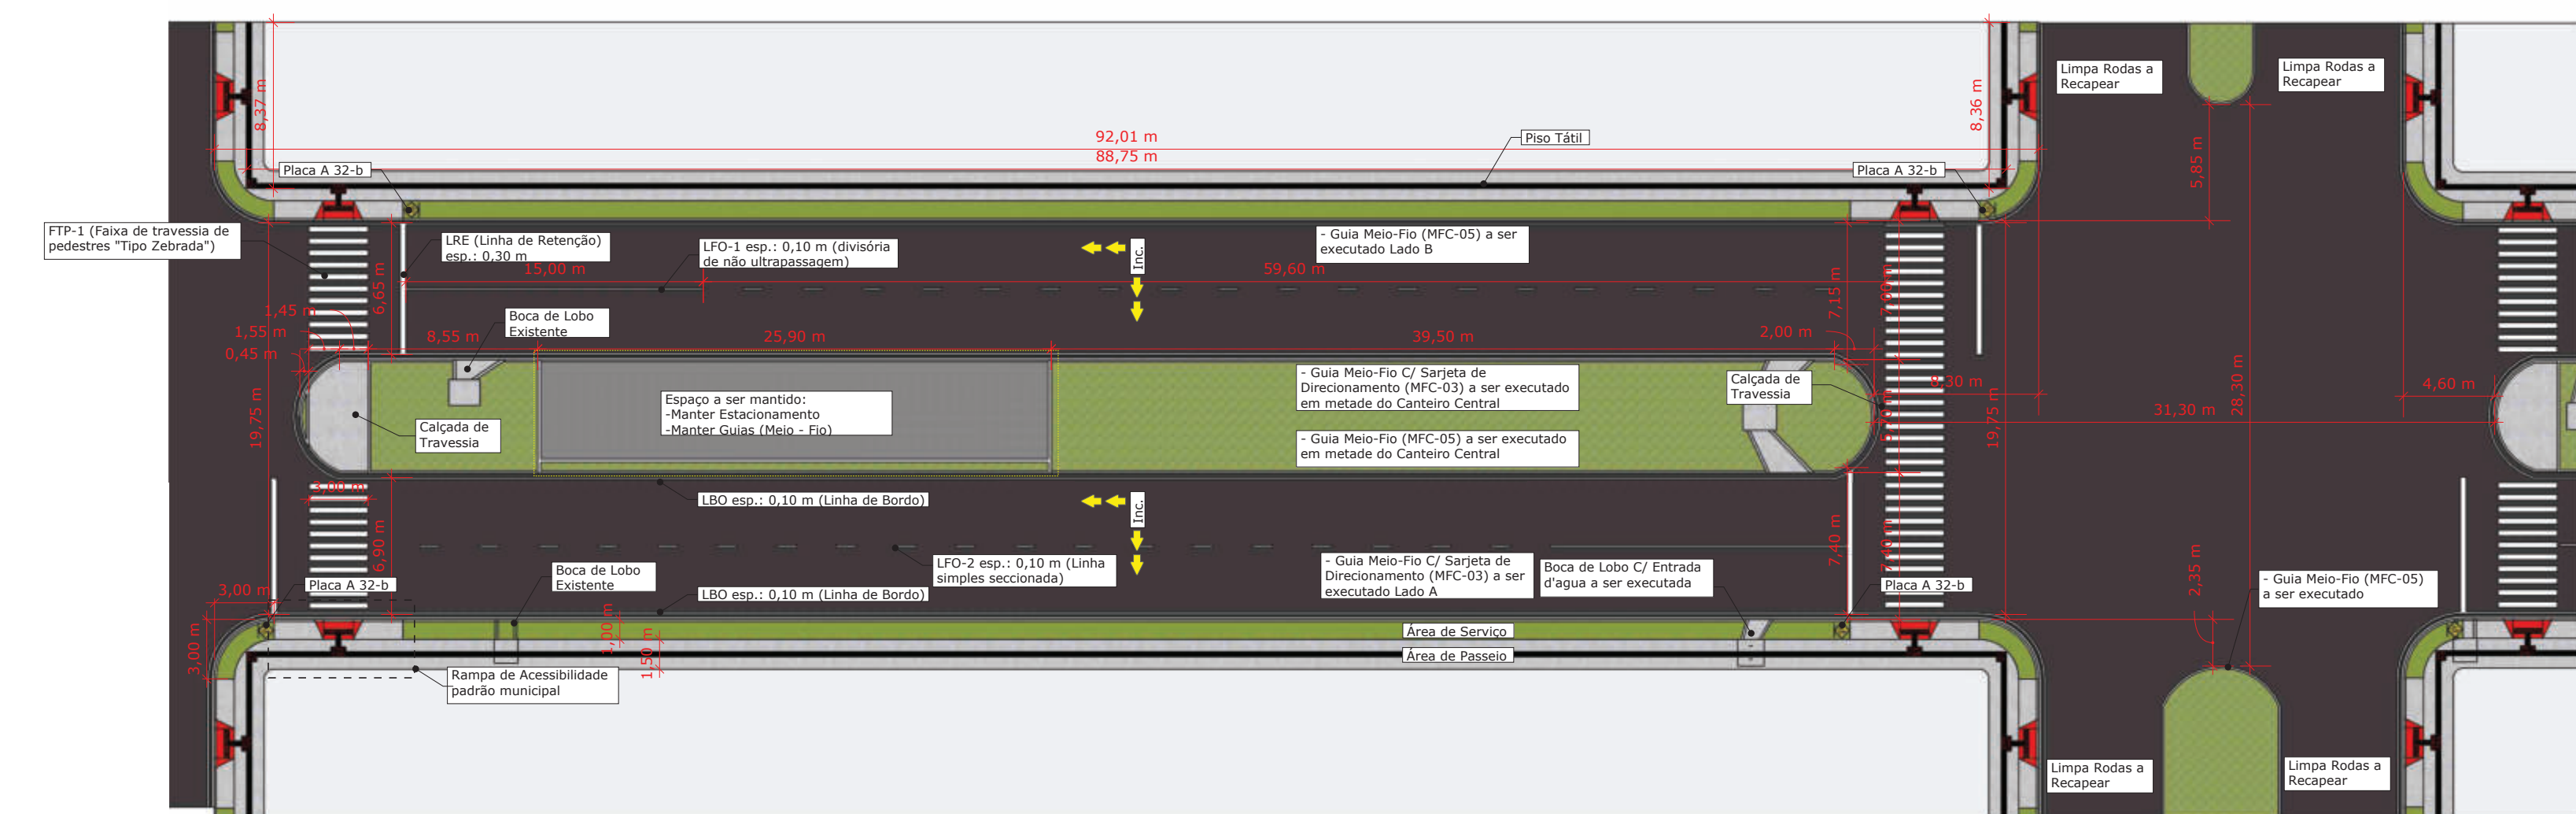 Limpa Rodas a
Recapear
Limpa Rodas a
Recapear
8,37 m
8,36 m
92,01 m
88,75 m
Piso Tátil
Placa A 32-b
Placa A 32-b
5,85 m
FTP-1 (Faixa de travessia de
pedestres "Tipo Zebrada")
LRE (Linha de Retenção)
esp.: 0,30 m
LFO-1 esp.: 0,10 m (divisória
de não ultrapassagem)
Inc.
- Guia Meio-Fio (MFC-05) a ser
executado Lado B
15,00 m
59,60 m
6,65 m
7,15 m
1,45 m
1,55 m
0,45 m
Boca de Lobo
Existente
8,55 m
25,90 m
39,50 m
2,00 m
19,75 m
Espaço a ser mantido:
-Manter Estacionamento
-Manter Guias (Meio - Fio)
- Guia Meio-Fio C/ Sarjeta de
Direcionamento (MFC-03) a ser executado
em metade do Canteiro Central
- Guia Meio-Fio (MFC-05) a ser executado
em metade do Canteiro Central
Calçada de
Travessia
Calçada de
Travessia
19,75 m
28,30 m
31,30 m
4,60 m
3,00 m
LBO esp.: 0,10 m (Linha de Bordo)
Inc.
6,90 m
7,40 m
7,40 m
LFO-2 esp.: 0,10 m (Linha
simples seccionada)
- Guia Meio-Fio C/ Sarjeta de
Direcionamento (MFC-03) a ser
executado Lado A
Boca de Lobo C/ Entrada
d'agua a ser executada
Boca de Lobo
Existente
Placa A 32-b
Placa A 32-b
LBO esp.: 0,10 m (Linha de Bordo)
3,00 m
3,00 m
1,00 m
1,50 m
Área de Serviço
Área de Passeio
2,35 m
- Guia Meio-Fio (MFC-05)
a ser executado
Rampa de Acessibilidade
padrão municipal
Limpa Rodas a
Recapear
Limpa Rodas a
Recapear